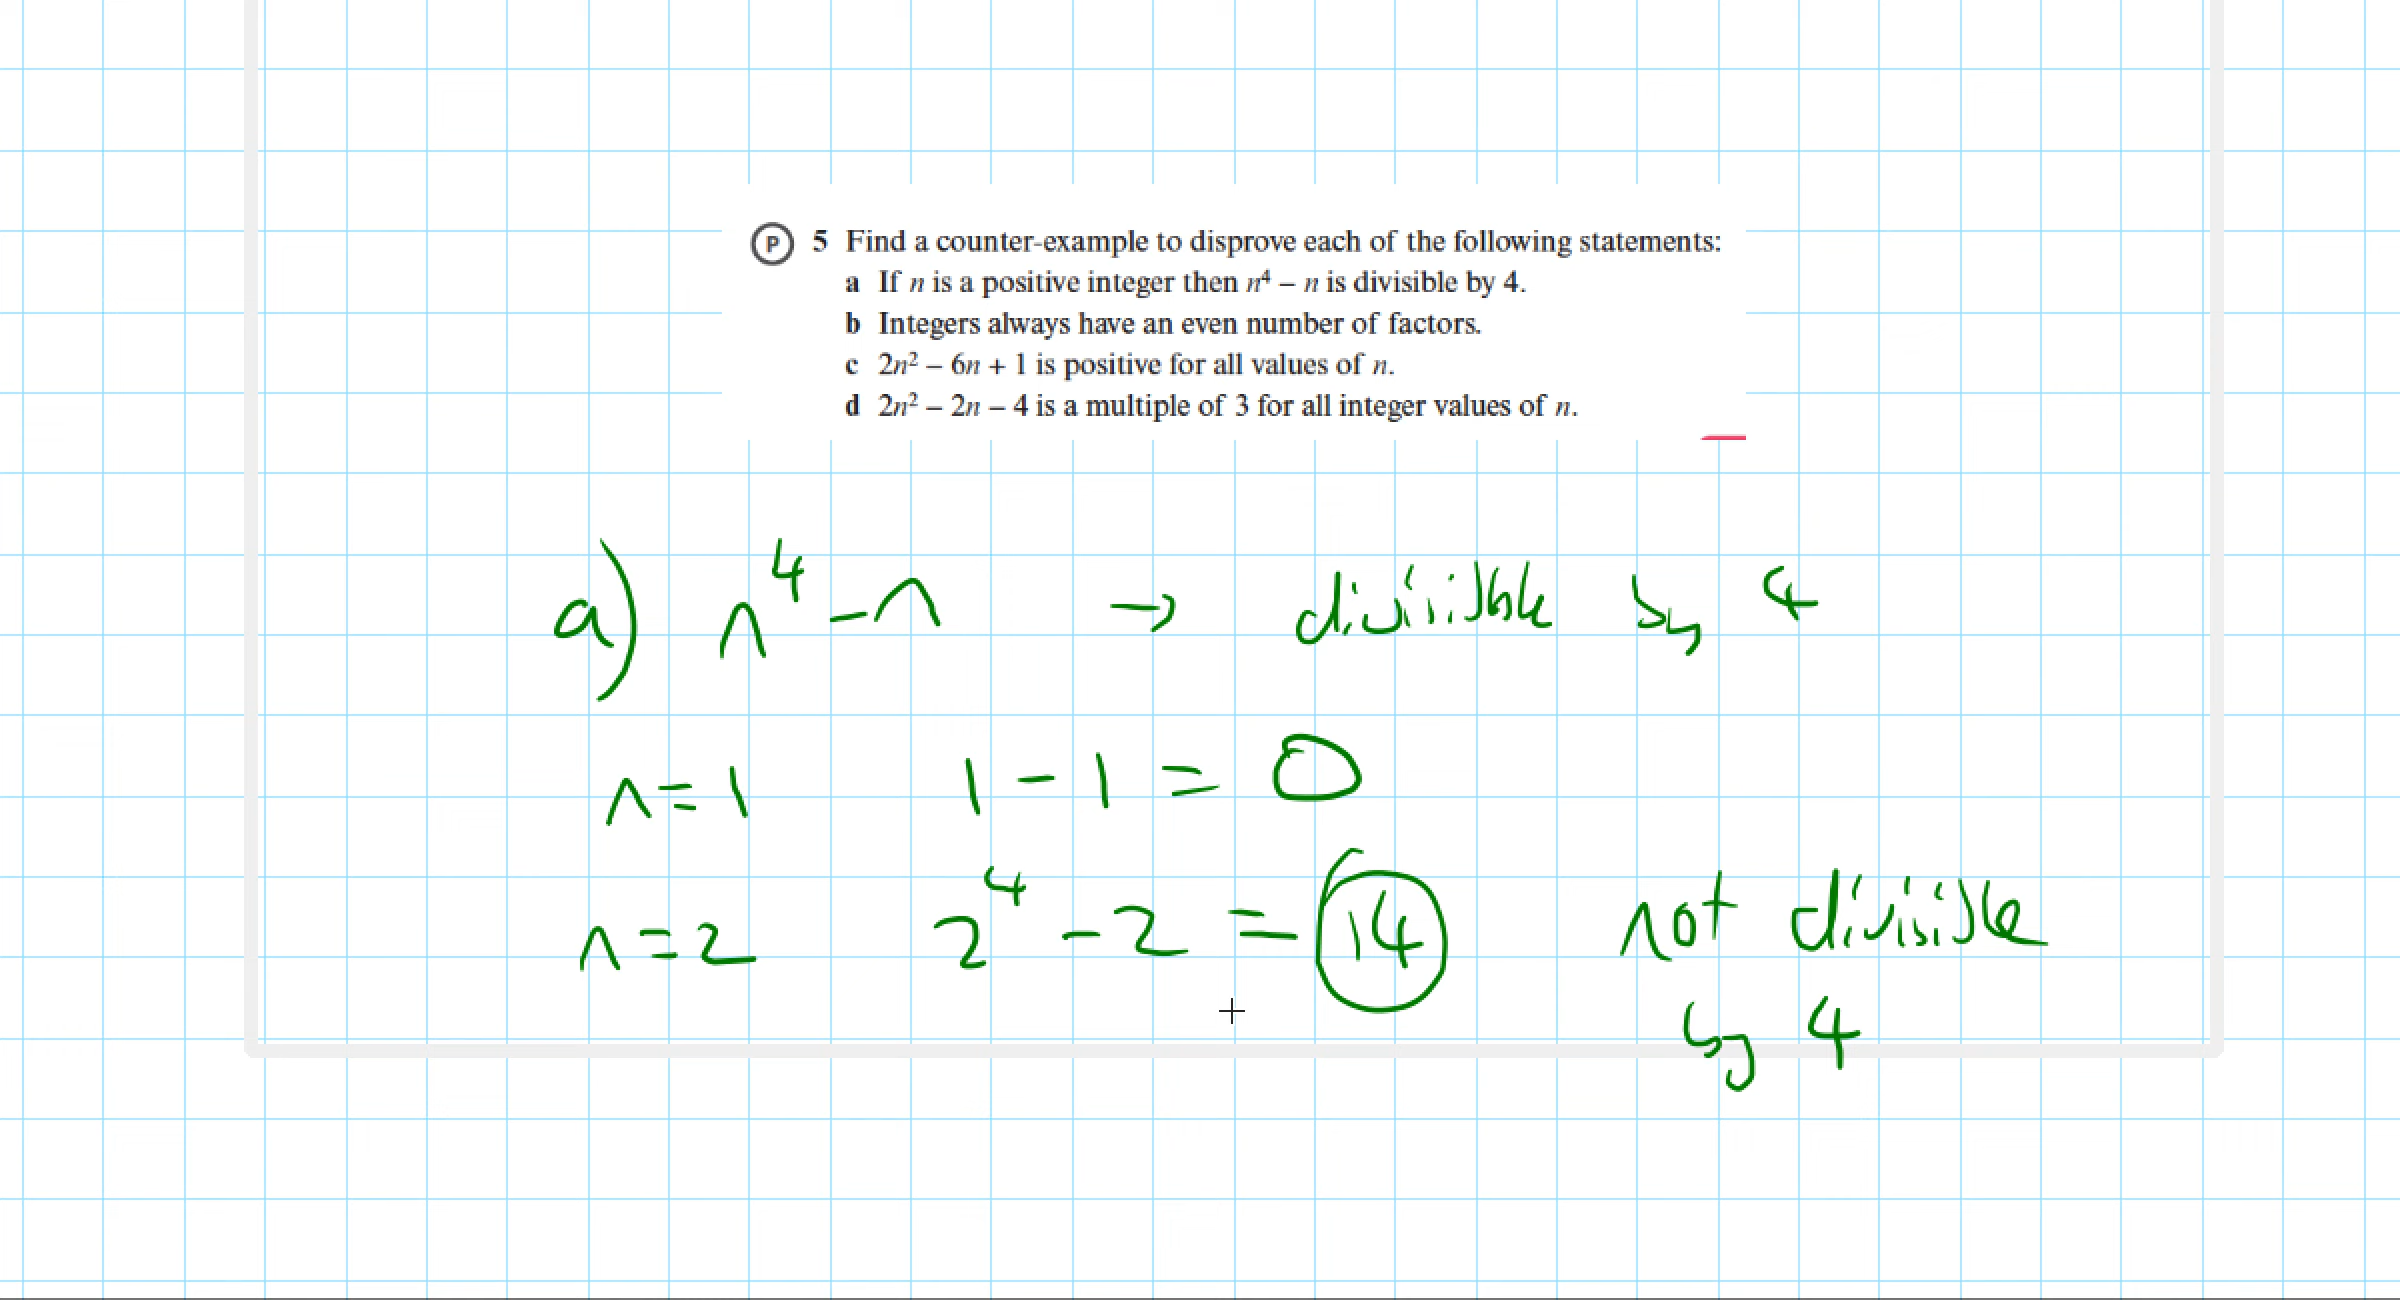 P 5 Find a counter-example to disprove each of the following statements:
a If n is a positive integer then n⁴ – n is divisible by 4.
b Integers always have an even number of factors.
c 2n² – 6n + 1 is positive for all values of n.
d 2n² – 2n – 4 is a multiple of 3 for all integer values of n.
a) n⁴ – n → divisible by 4
n = 1 1 – 1 = 0
n = 2 2⁴ – 2 = 14 not divisible
by 4